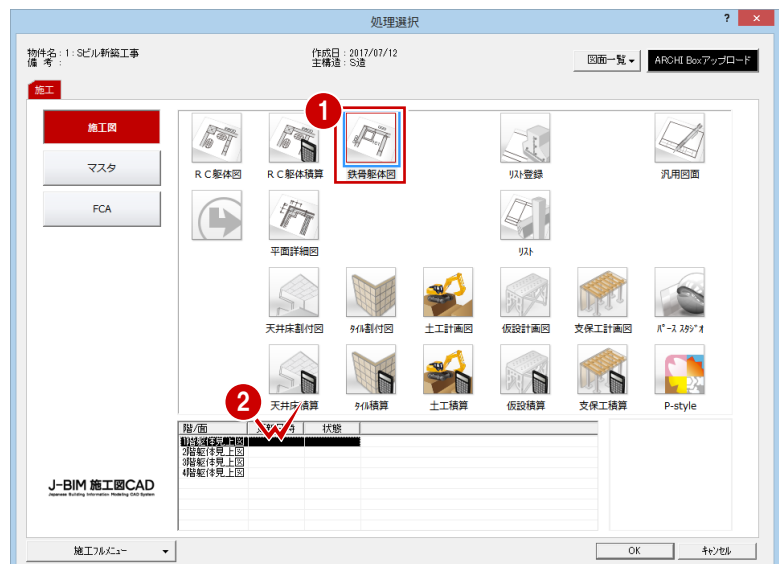 処理選択
? ×
物件名：1：Sビル新築工事
備 考：
作成日：2017/07/12
主構造：S造
図面一覧
ARCHI Boxアップロード
施工
施工図
マスタ
FCA
1
ＲＣ躯体図
ＲＣ躯体積算
鉄骨躯体図
ﾘｽﾄ登録
汎用図面
平面詳細図
ﾘｽﾄ
天井床割付図
ﾀｲﾙ割付図
土工計画図
仮設計画図
支保工計画図
ﾊﾟｰｽ ｽﾀｼﾞｵ
天井床積算
ﾀｲﾙ積算
土工積算
仮設積算
支保工積算
P-style
2
階/面
状態
1階躯体見上図
2階躯体見上図
3階躯体見上図
4階躯体見上図
J-BIM 施工図CAD
Japanese Building Information Modeling CAD System
施工ﾌﾙﾒﾆｭｰ
OK
ｷｬﾝｾﾙ